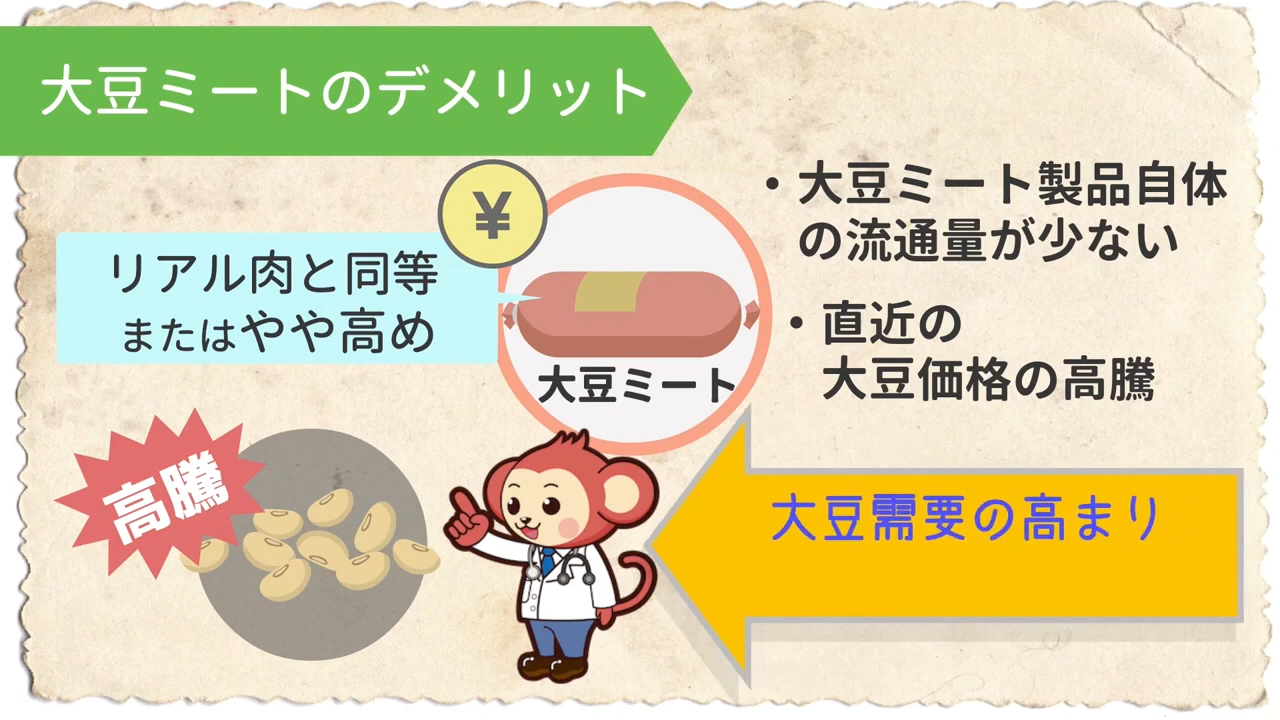 大豆ミートのデメリット
¥
リアル肉と同等
またはやや高め
大豆ミート
・大豆ミート製品自体
の流通量が少ない
・直近の
大豆価格の高騰
高騰
大豆需要の高まり